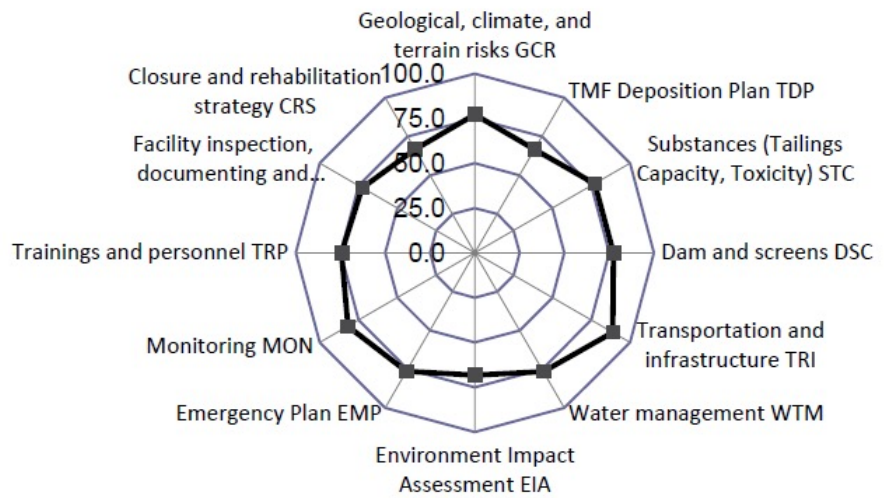 Geological, climate, and
terrain risks GCR
TMF Deposition Plan TDP
Substances (Tailings
Capacity, Toxicity) STC
Dam and screens DSC
Transportation and
infrastructure TRI
Water management WTM
Environment Impact
Assessment EIA
Emergency Plan EMP
Monitoring MON
Trainings and personnel TRP
Facility inspection,
documenting and...
Closure and rehabilitation
strategy CRS
100.0
75.0
50.0
25.0
0.0